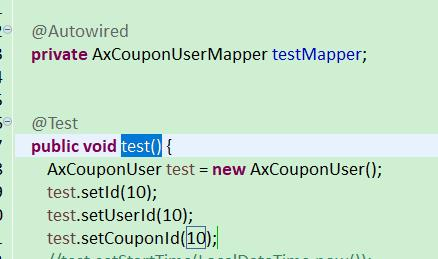 @Autowired
private AxCouponUserMapper testMapper;
@Test
public void test() {
AxCouponUser test = new AxCouponUser();
test.setId(10);
test.setUserId(10);
test.setCouponId(10);
//test.setStartTime(LocalDateTime.now());